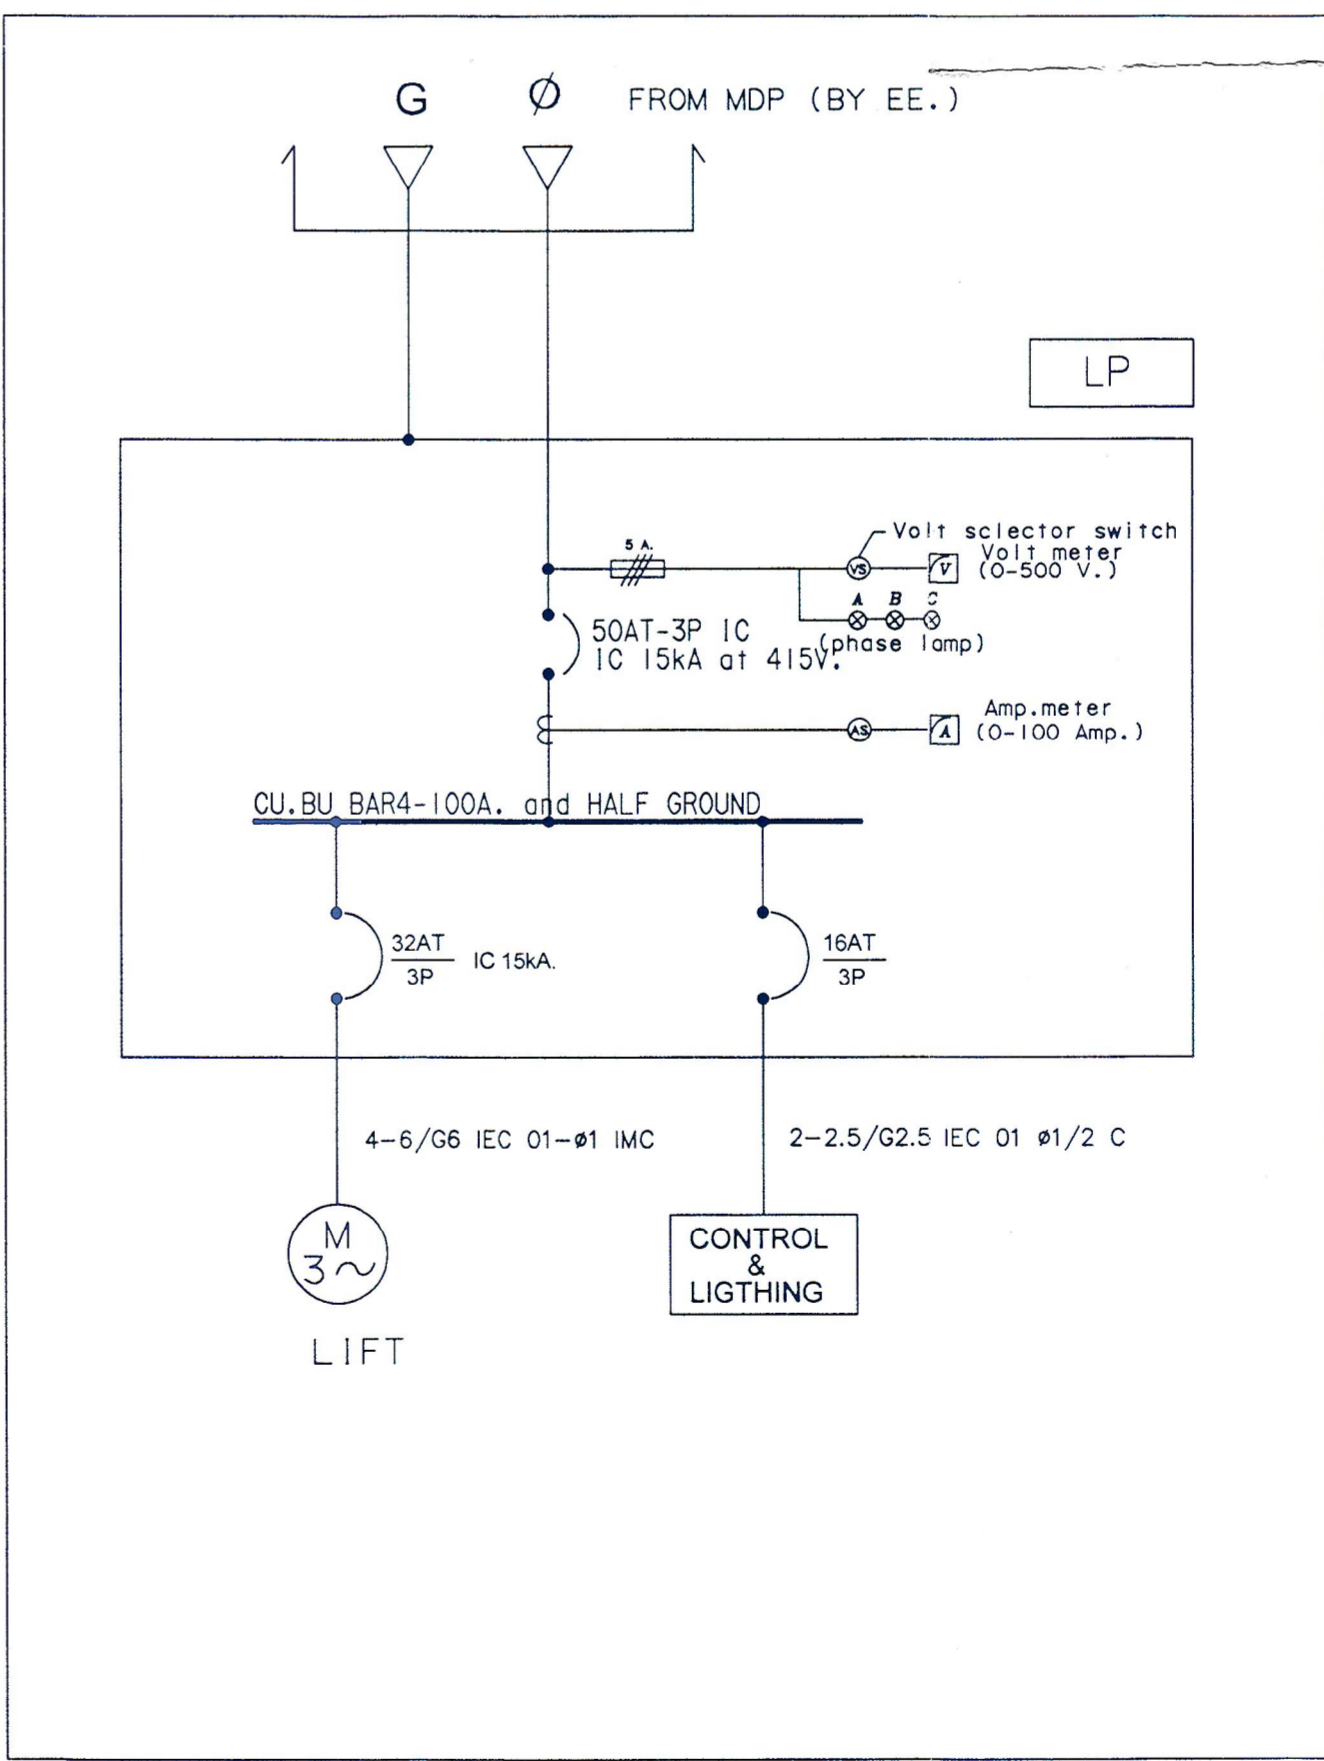 G Ø FROM MDP (BY EE.)
LP
Volt sclector switch
5 A.
Volt meter
VS V (0-500 V.)
A B C
50AT-3P IC
(phase lamp)
IC 15kA at 415V.
Amp.meter
AS A (0-100 Amp.)
CU.BU BAR4-100A. and HALF GROUND
32AT
3P
IC 15kA.
16AT
3P
4-6/G6 IEC 01-ø1 IMC
2-2.5/G2.5 IEC 01 ø1/2 C
M
3~
CONTROL
&
LIGTHING
LIFT